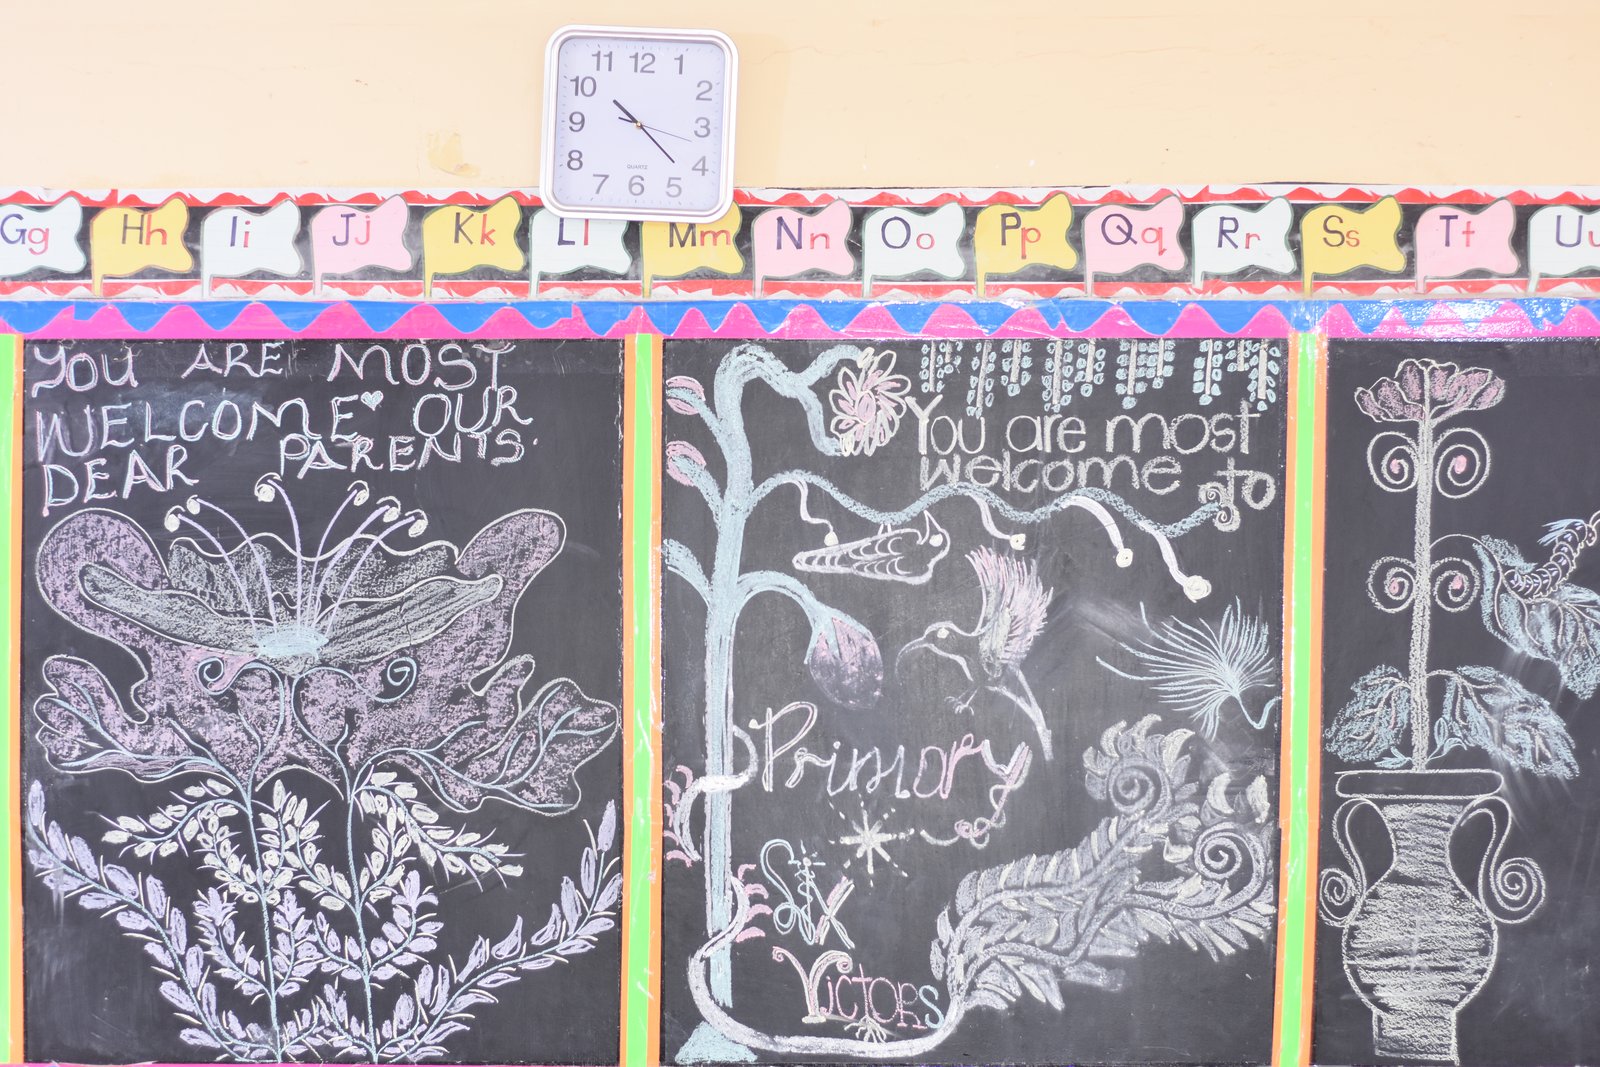 11 12 1
10 2
9 3
8 4
QUARTZ
7 6 5
Gg Hh Ii Jj Kk Ll Mm Nn Oo Pp Qq Rr Ss Tt Uu
YOU ARE MOST
WELCOME OUR
DEAR PARENTS.
You are most
welcome to
Primary
Six
Victors